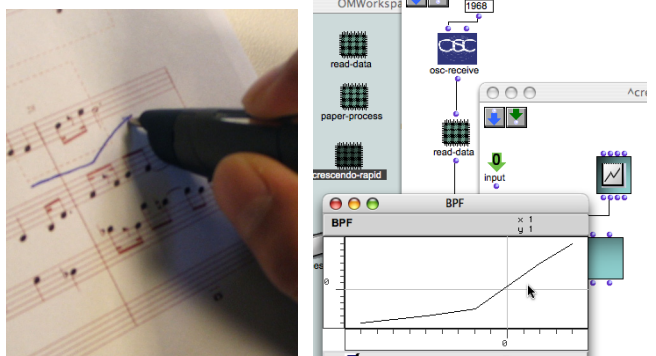 OMWorkspa
1968
OSC
osc-receive
read-data
paper-process
crescendo-rapid
read-data
^cre
0
input
BPF
BPF
x 1
y 1
0
0